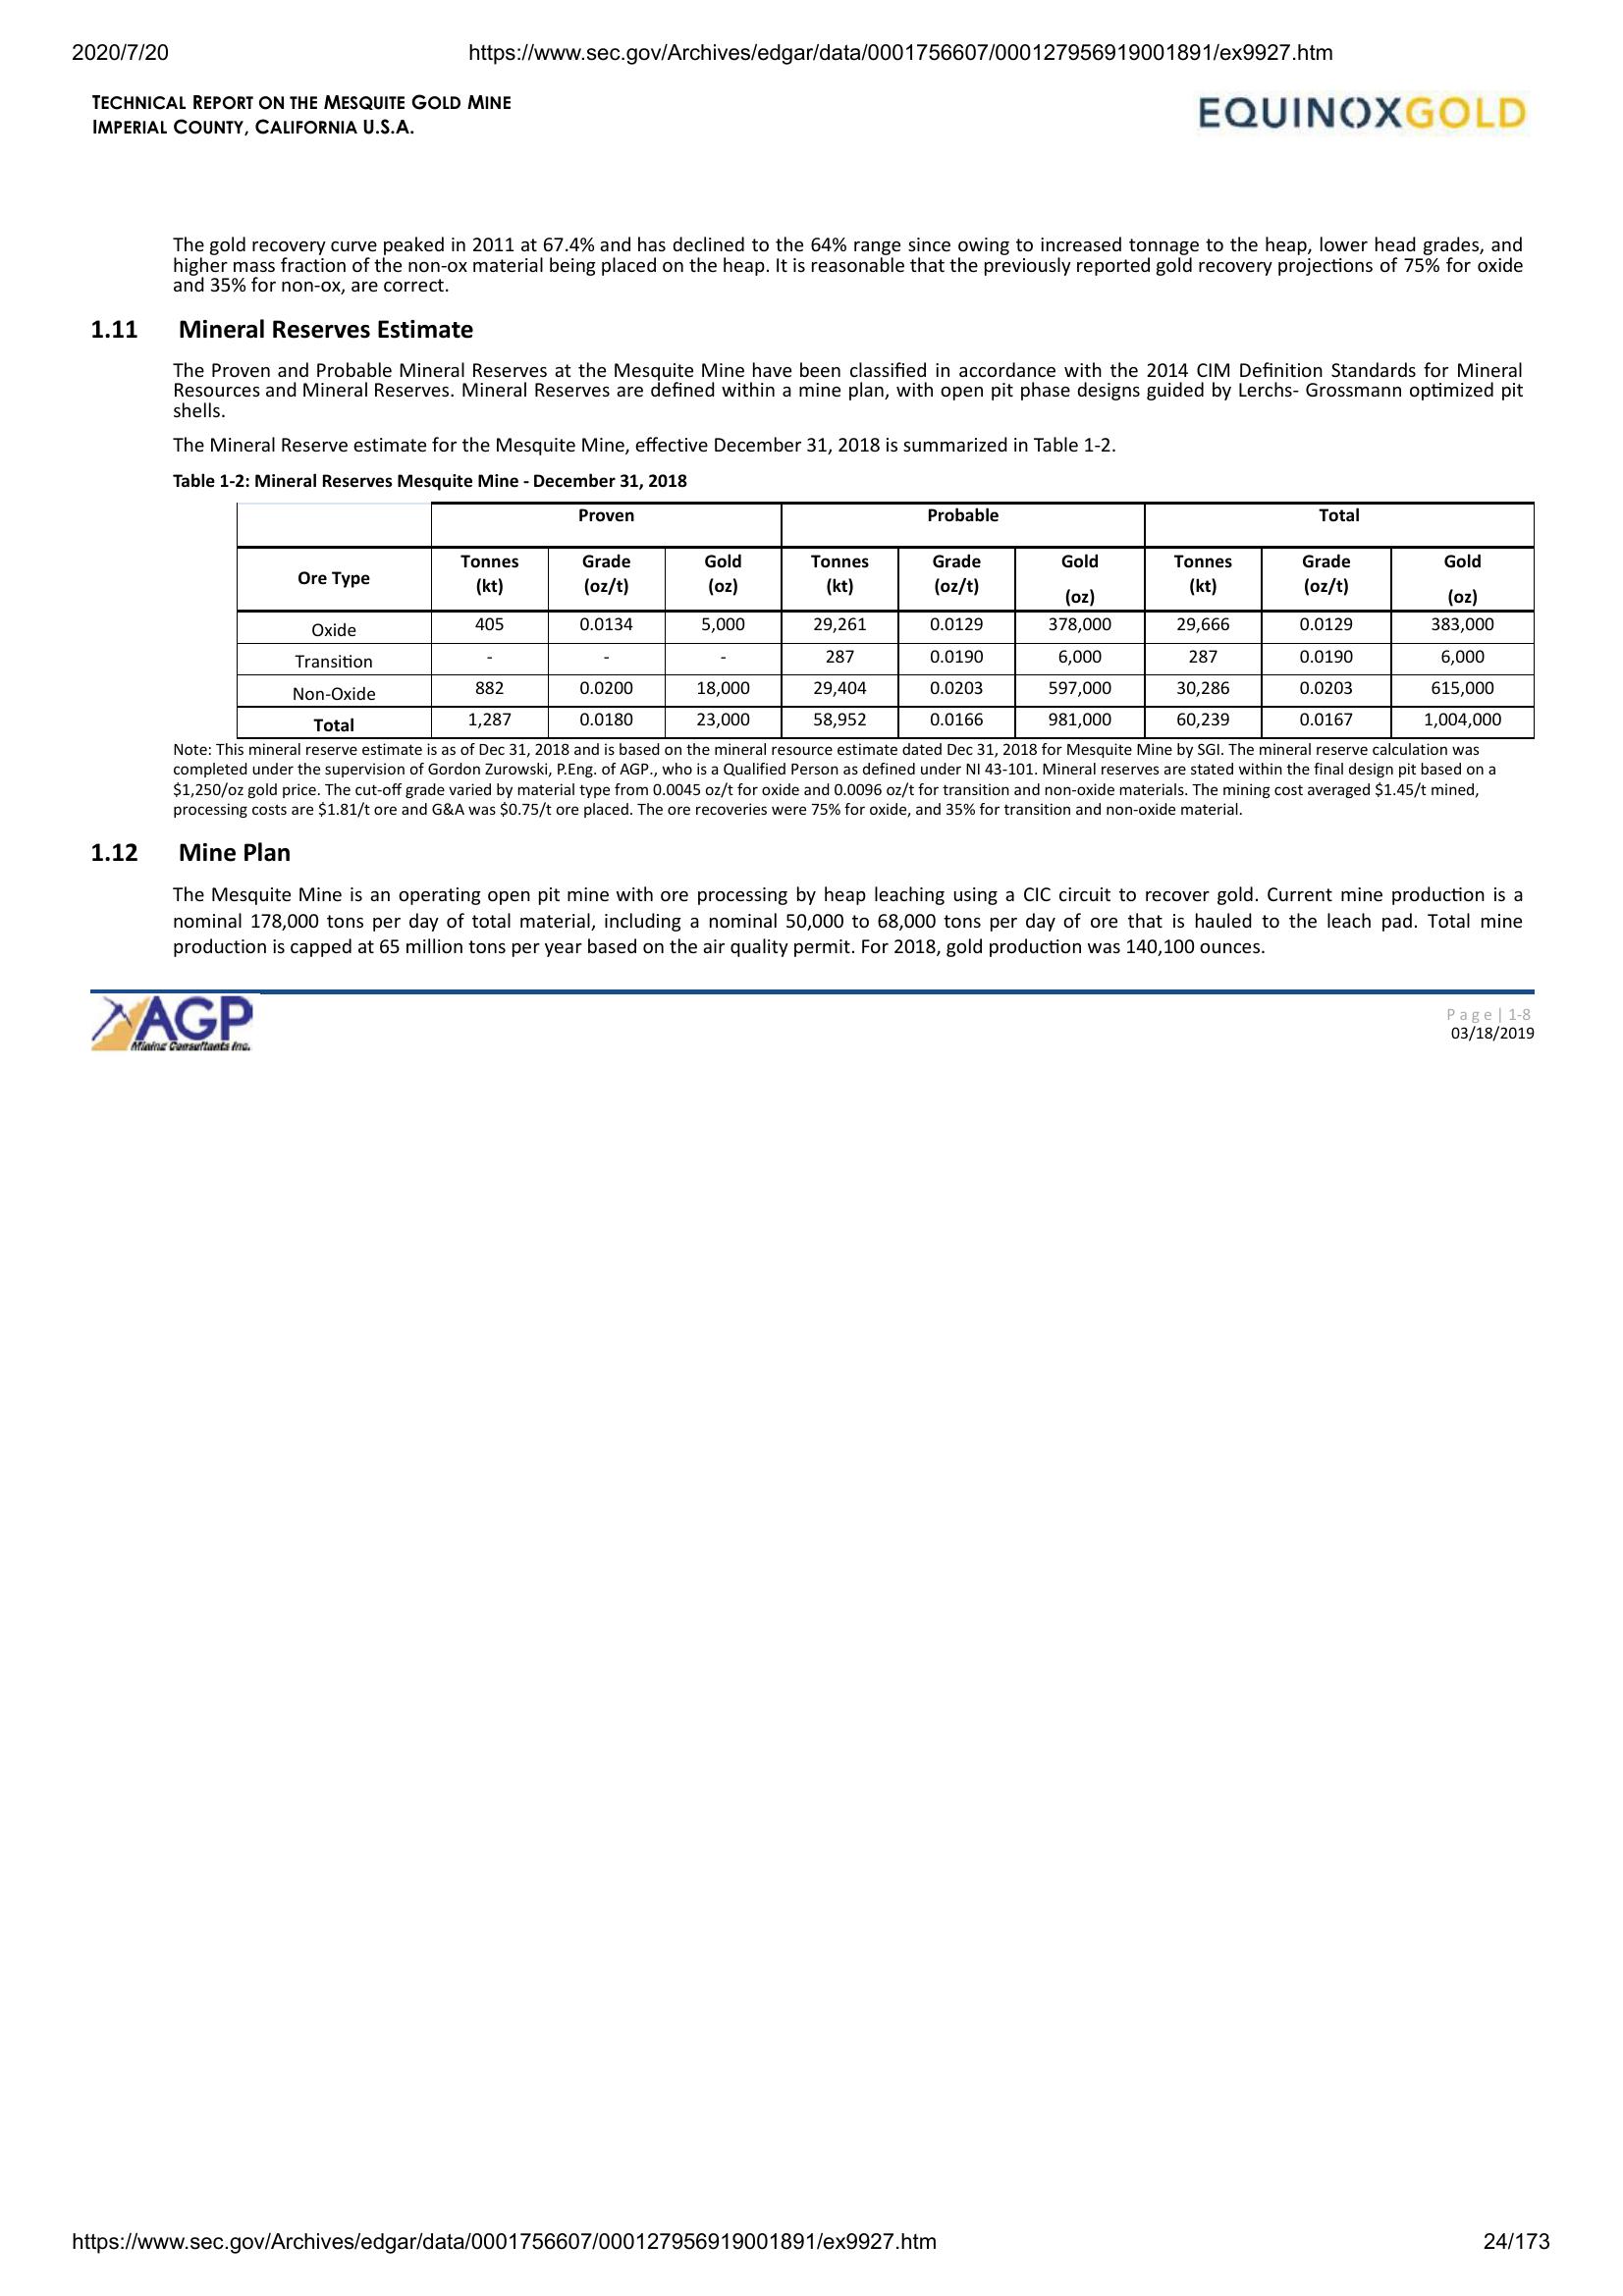 2020/7/20 https://www.sec.gov/Archives/edgar/data/0001756607/000127956919001891/ex9927.htm
TECHNICAL REPORT ON THE MESQUITE GOLD MINE
IMPERIAL COUNTY, CALIFORNIA U.S.A.
EQUINOXGOLD
The gold recovery curve peaked in 2011 at 67.4% and has declined to the 64% range since owing to increased tonnage to the heap, lower head grades, and
higher mass fraction of the non-ox material being placed on the heap. It is reasonable that the previously reported gold recovery projections of 75% for oxide
and 35% for non-ox, are correct.
1.11 Mineral Reserves Estimate
The Proven and Probable Mineral Reserves at the Mesquite Mine have been classified in accordance with the 2014 CIM Definition Standards for Mineral
Resources and Mineral Reserves. Mineral Reserves are defined within a mine plan, with open pit phase designs guided by Lerchs- Grossmann optimized pit
shells.
The Mineral Reserve estimate for the Mesquite Mine, effective December 31, 2018 is summarized in Table 1-2.
Table 1-2: Mineral Reserves Mesquite Mine - December 31, 2018
Proven Probable Total
Ore Type Tonnes (kt) Grade (oz/t) Gold (oz) Tonnes (kt) Grade (oz/t) Gold (oz) Tonnes (kt) Grade (oz/t) Gold (oz)
Oxide 405 0.0134 5,000 29,261 0.0129 378,000 29,666 0.0129 383,000
Transition - - - 287 0.0190 6,000 287 0.0190 6,000
Non-Oxide 882 0.0200 18,000 29,404 0.0203 597,000 30,286 0.0203 615,000
Total 1,287 0.0180 23,000 58,952 0.0166 981,000 60,239 0.0167 1,004,000
Note: This mineral reserve estimate is as of Dec 31, 2018 and is based on the mineral resource estimate dated Dec 31, 2018 for Mesquite Mine by SGI. The mineral reserve calculation was
completed under the supervision of Gordon Zurowski, P.Eng. of AGP., who is a Qualified Person as defined under NI 43-101. Mineral reserves are stated within the final design pit based on a
$1,250/oz gold price. The cut-off grade varied by material type from 0.0045 oz/t for oxide and 0.0096 oz/t for transition and non-oxide materials. The mining cost averaged $1.45/t mined,
processing costs are $1.81/t ore and G&A was $0.75/t ore placed. The ore recoveries were 75% for oxide, and 35% for transition and non-oxide material.
1.12 Mine Plan
The Mesquite Mine is an operating open pit mine with ore processing by heap leaching using a CIC circuit to recover gold. Current mine production is a
nominal 178,000 tons per day of total material, including a nominal 50,000 to 68,000 tons per day of ore that is hauled to the leach pad. Total mine
production is capped at 65 million tons per year based on the air quality permit. For 2018, gold production was 140,100 ounces.
AGP
Mining Consultants Inc.
Page | 1-8
03/18/2019
https://www.sec.gov/Archives/edgar/data/0001756607/000127956919001891/ex9927.htm 24/173